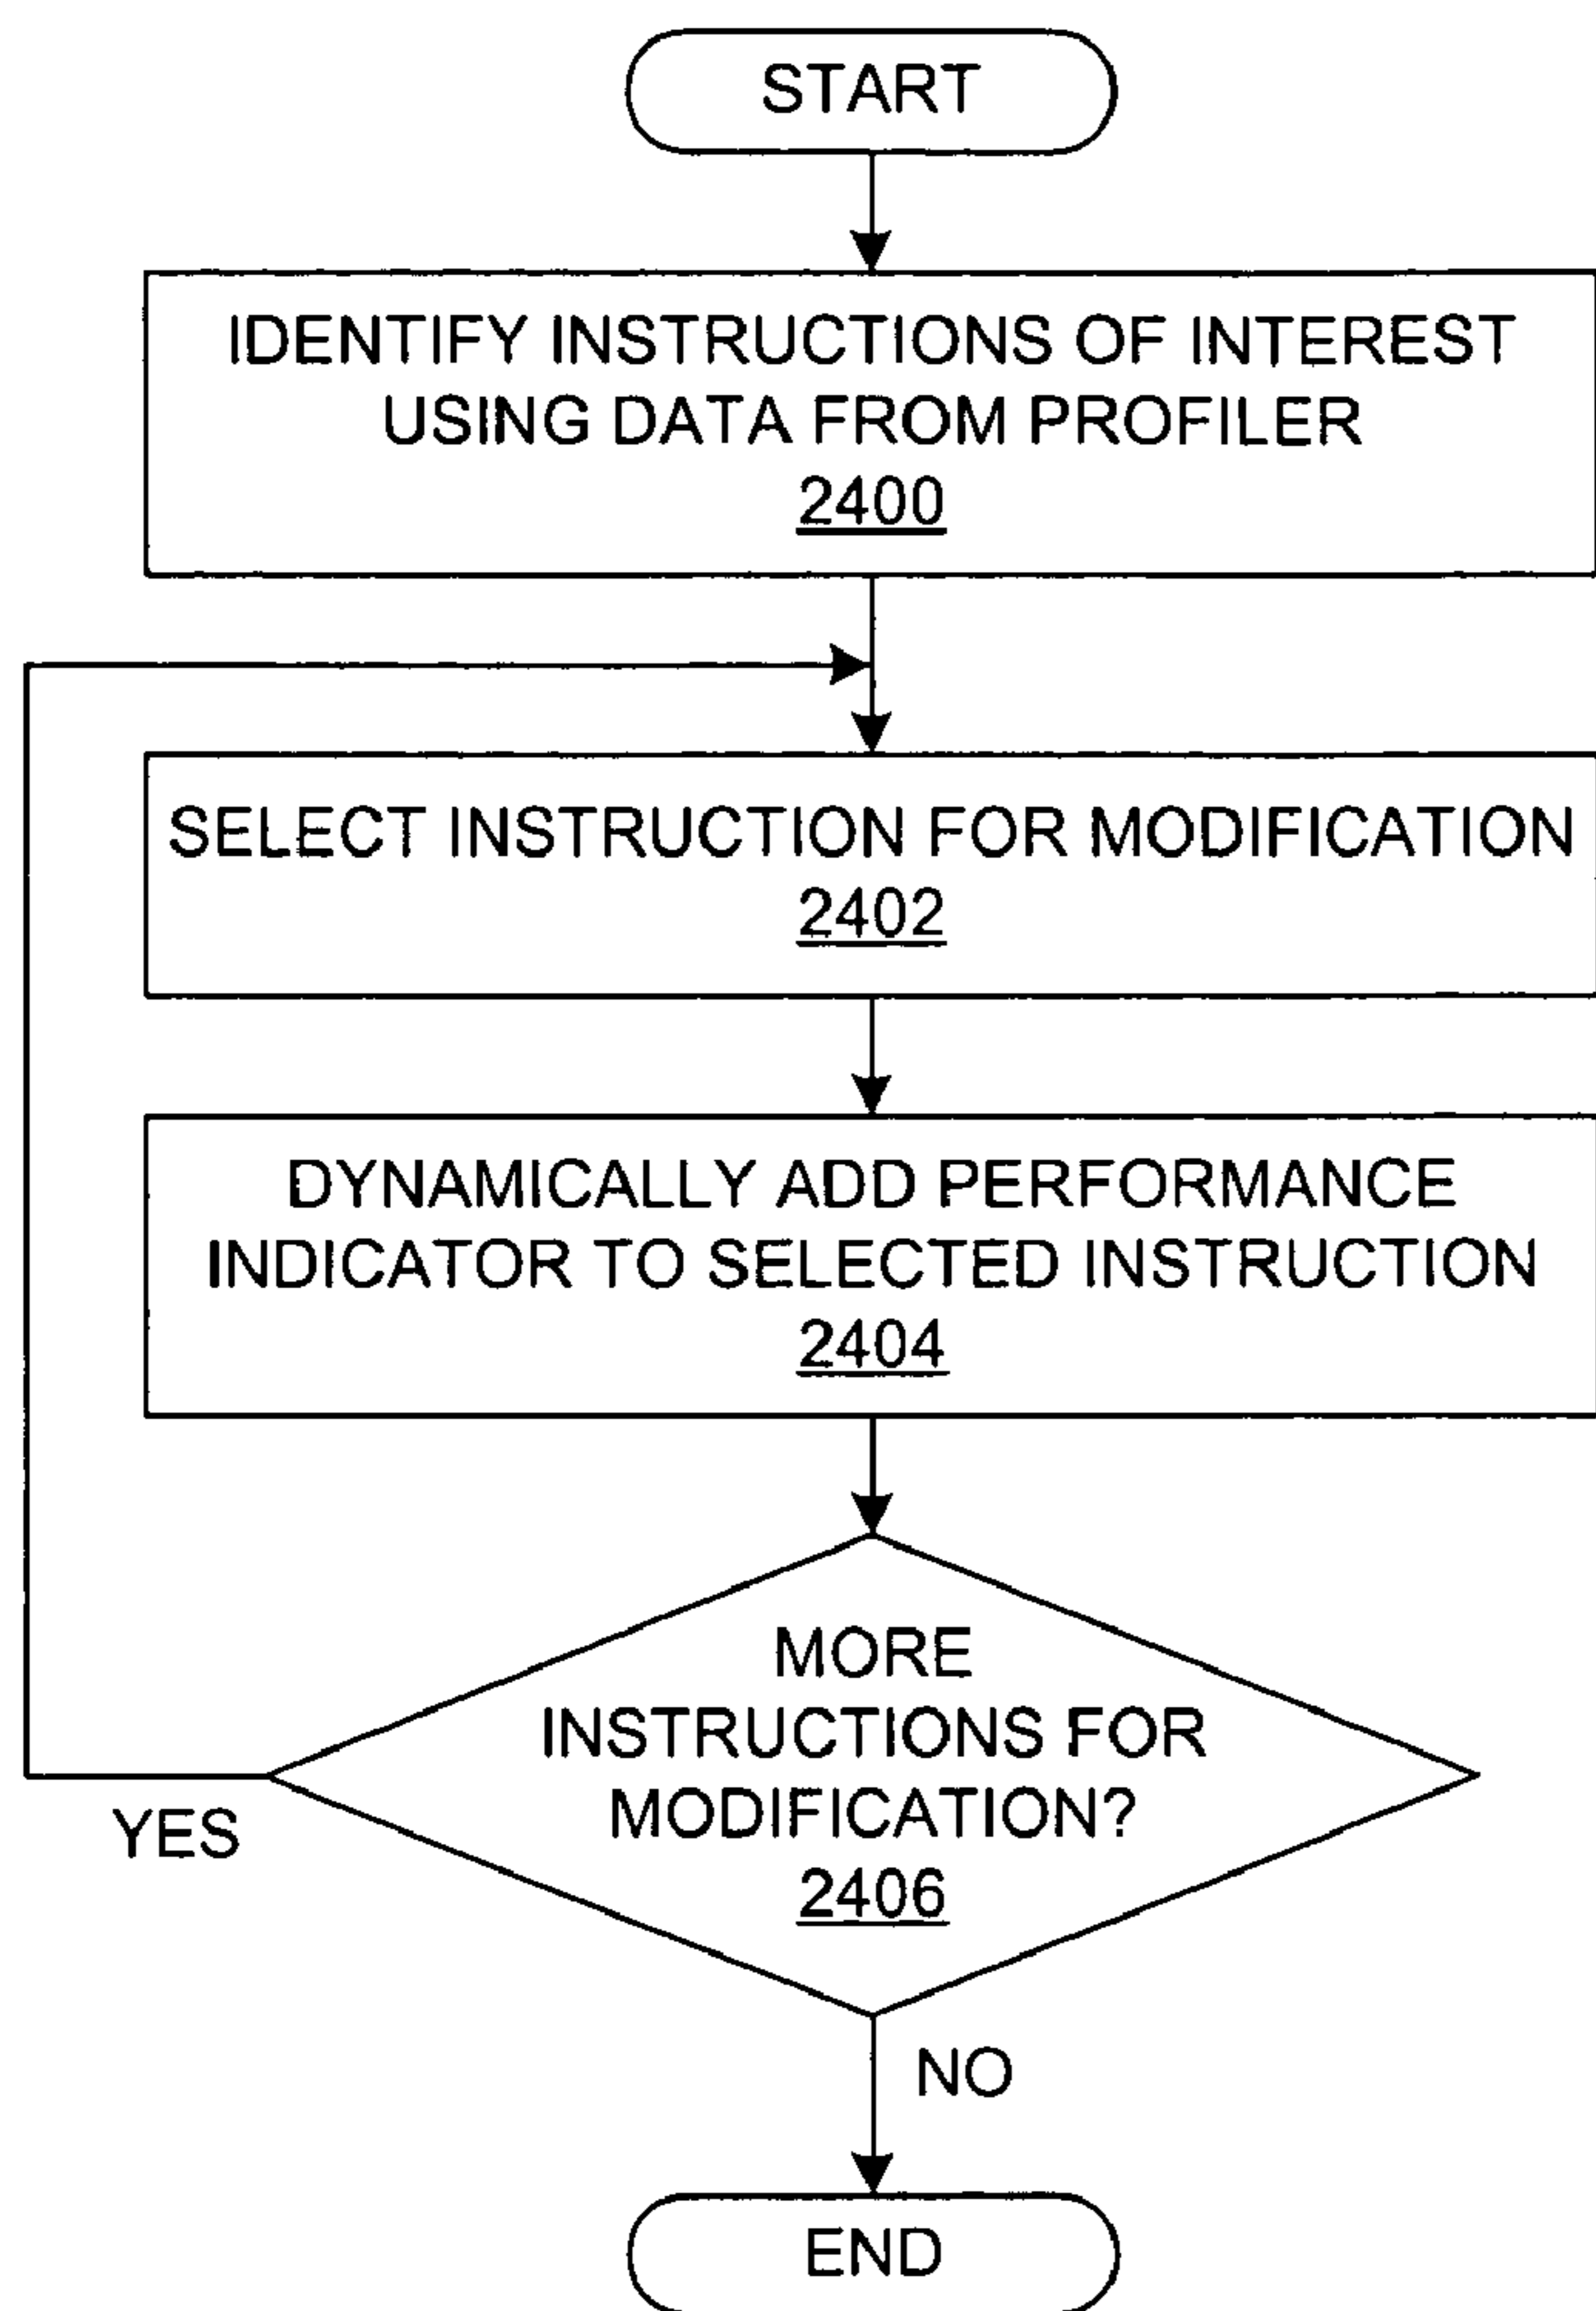 START
IDENTIFY INSTRUCTIONS OF INTEREST
USING DATA FROM PROFILER
2400
SELECT INSTRUCTION FOR MODIFICATION
2402
DYNAMICALLY ADD PERFORMANCE
INDICATOR TO SELECTED INSTRUCTION
2404
MORE
INSTRUCTIONS FOR
MODIFICATION?
2406
YES
NO
END